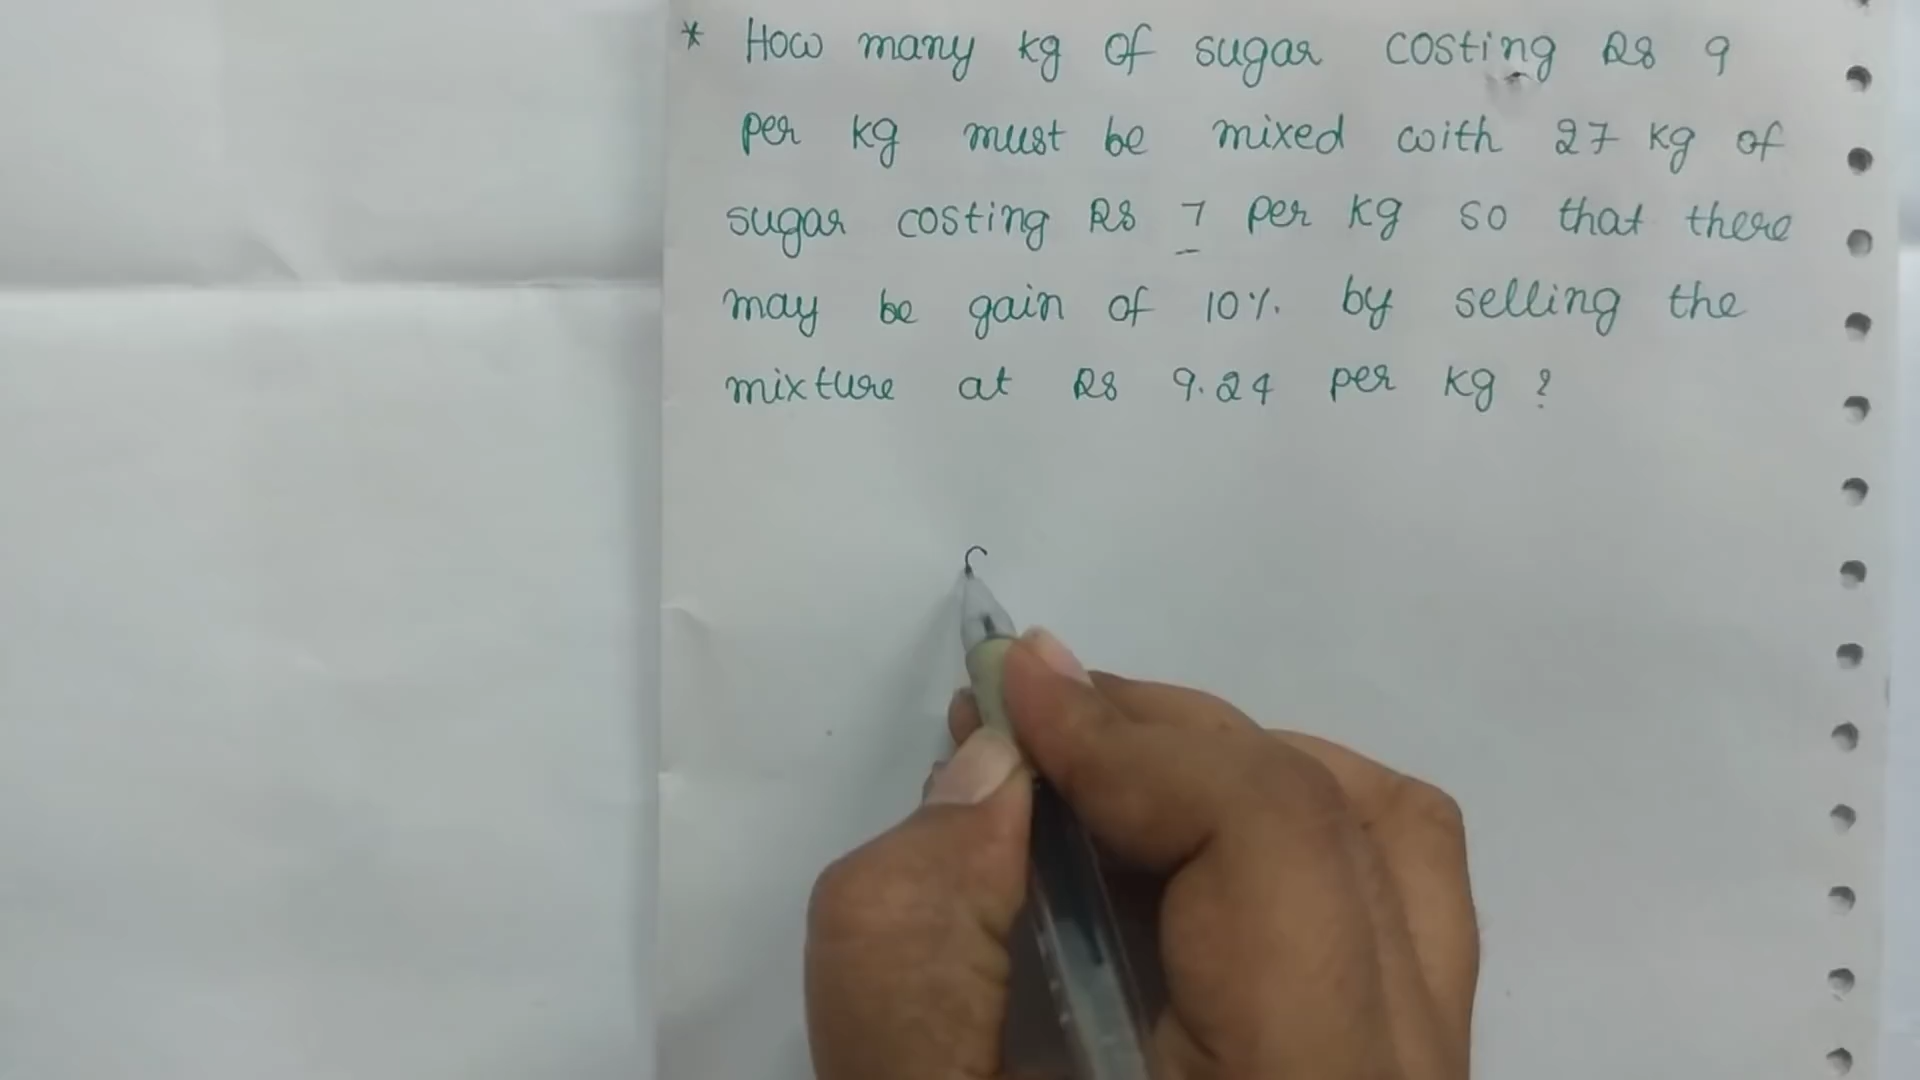 * How many kg of sugar costing Rs 9
per kg must be mixed with 27 kg of
sugar costing Rs 7 per kg so that there
may be gain of 10% by selling the
mixture at Rs 9.24 per kg ?